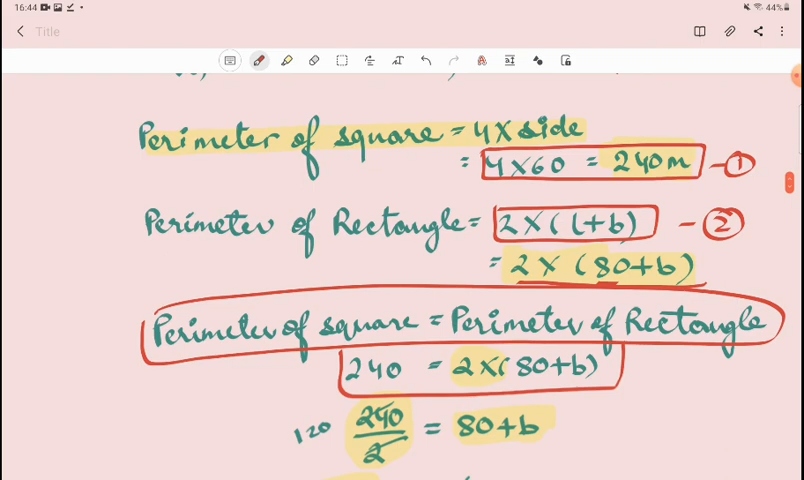 16:44
44%
Title
Perimeter of square = 4 X side
= 4 X 60 = 240 m - ①
Perimeter of Rectangle = 2 X ( l + b ) - ②
= 2 X ( 80 + b )
Perimeter of square = Perimeter of Rectangle
240 = 2 X ( 80 + b )
120 240/2 = 80 + b